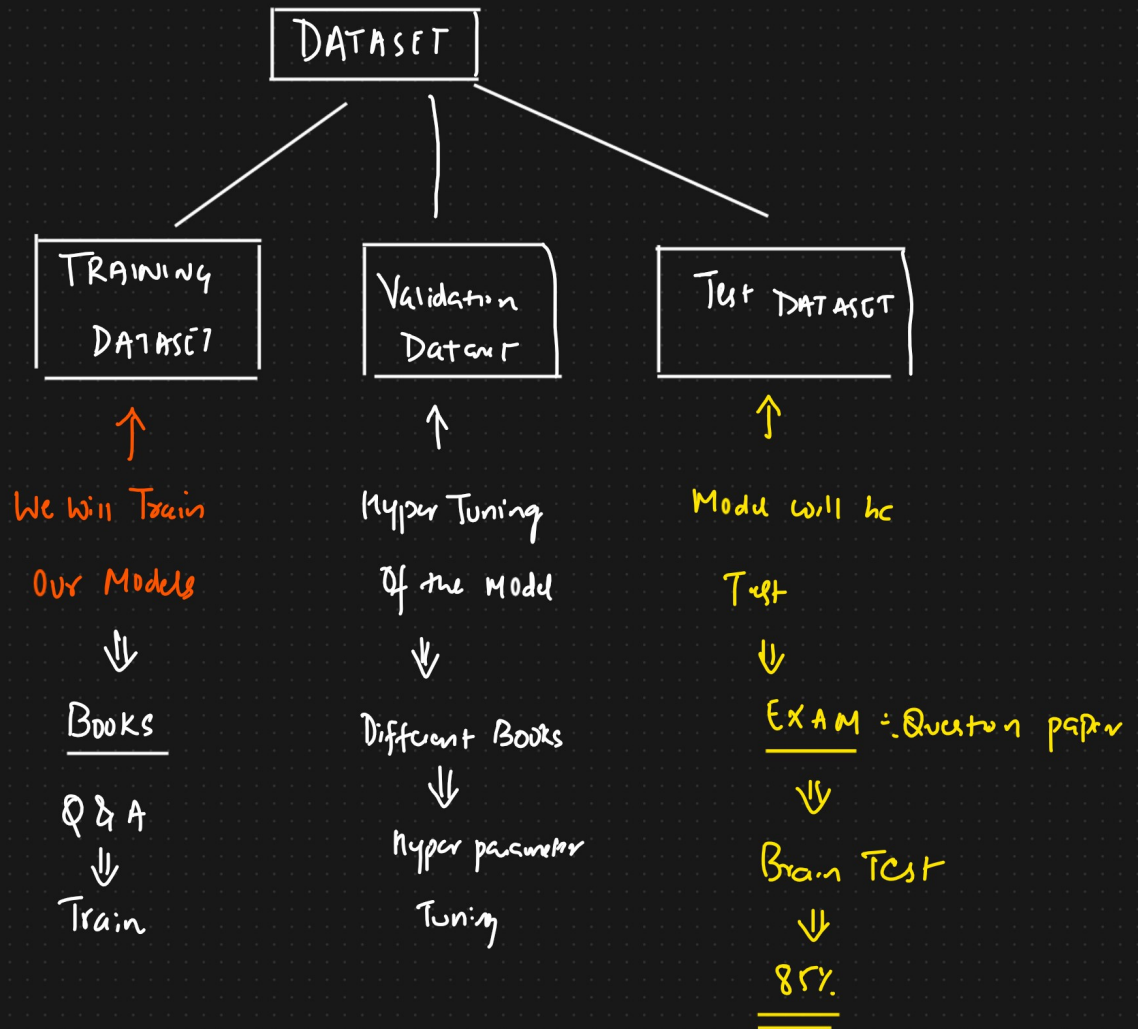 DATASET
TRAINING
DATASET
We Will Train
Our Models
Books
Q & A
Train
Validation
Dataset
Hyper Tuning
Of the Model
Different Books
Hyper parameter
Tuning
Test DATASET
Model will be
Test
EXAM :- Queston paper
Brain Test
85%